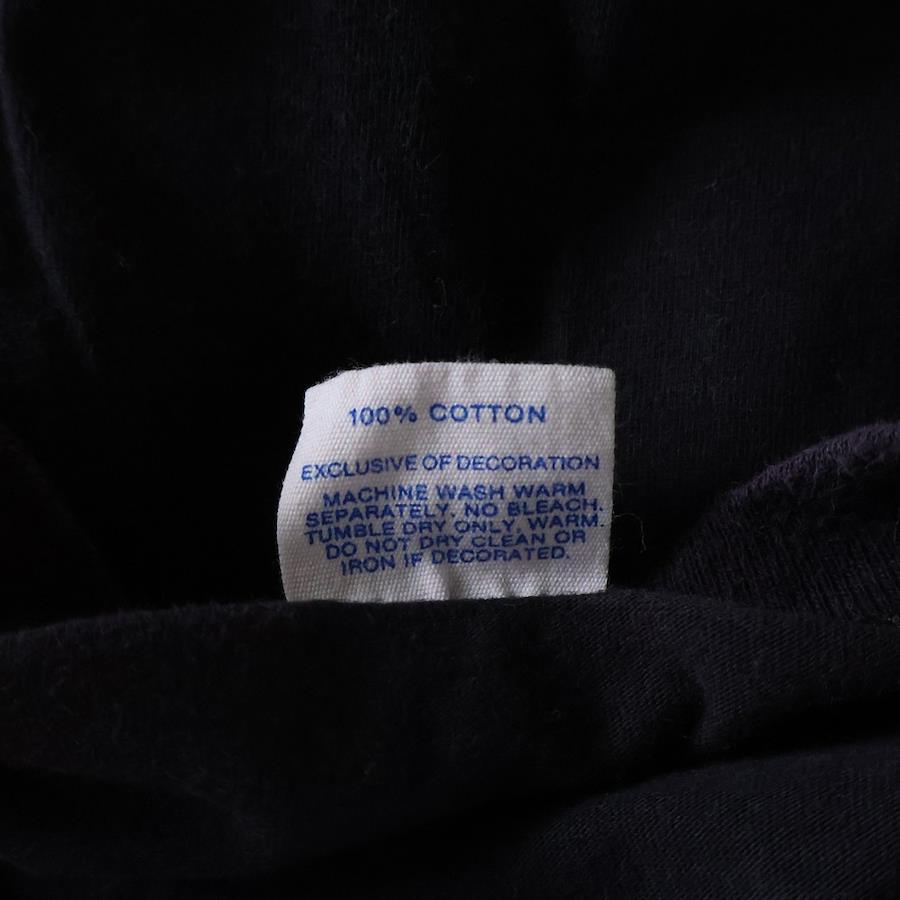 100% COTTON
EXCLUSIVE OF DECORATION
MACHINE WASH WARM
SEPARATELY. NO BLEACH.
TUMBLE DRY ONLY, WARM.
DO NOT DRY CLEAN OR
IRON IF DECORATED.